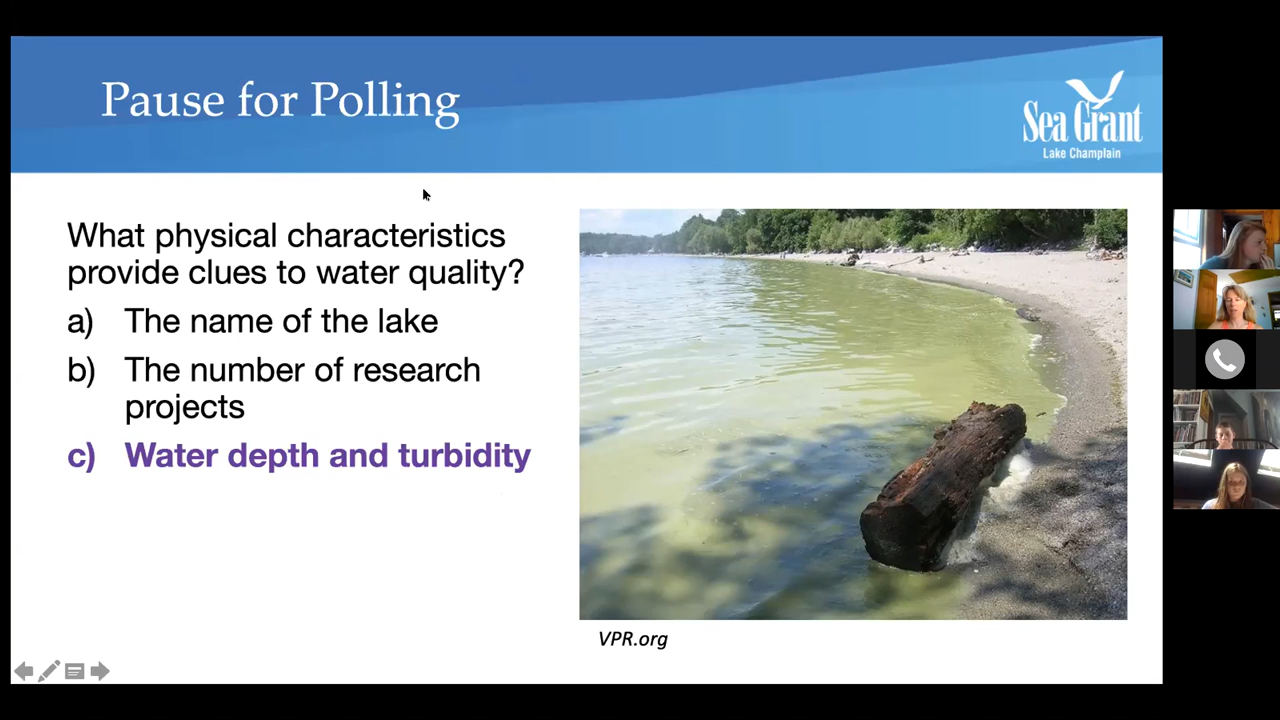 Pause for Polling
Sea Grant
Lake Champlain
What physical characteristics
provide clues to water quality?
a) The name of the lake
b) The number of research
projects
c) Water depth and turbidity
VPR.org